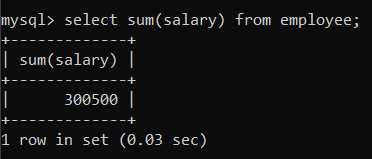 mysql> select sum(salary) from employee;
+-------------+
| sum(salary) |
+-------------+
|      300500 |
+-------------+
1 row in set (0.03 sec)